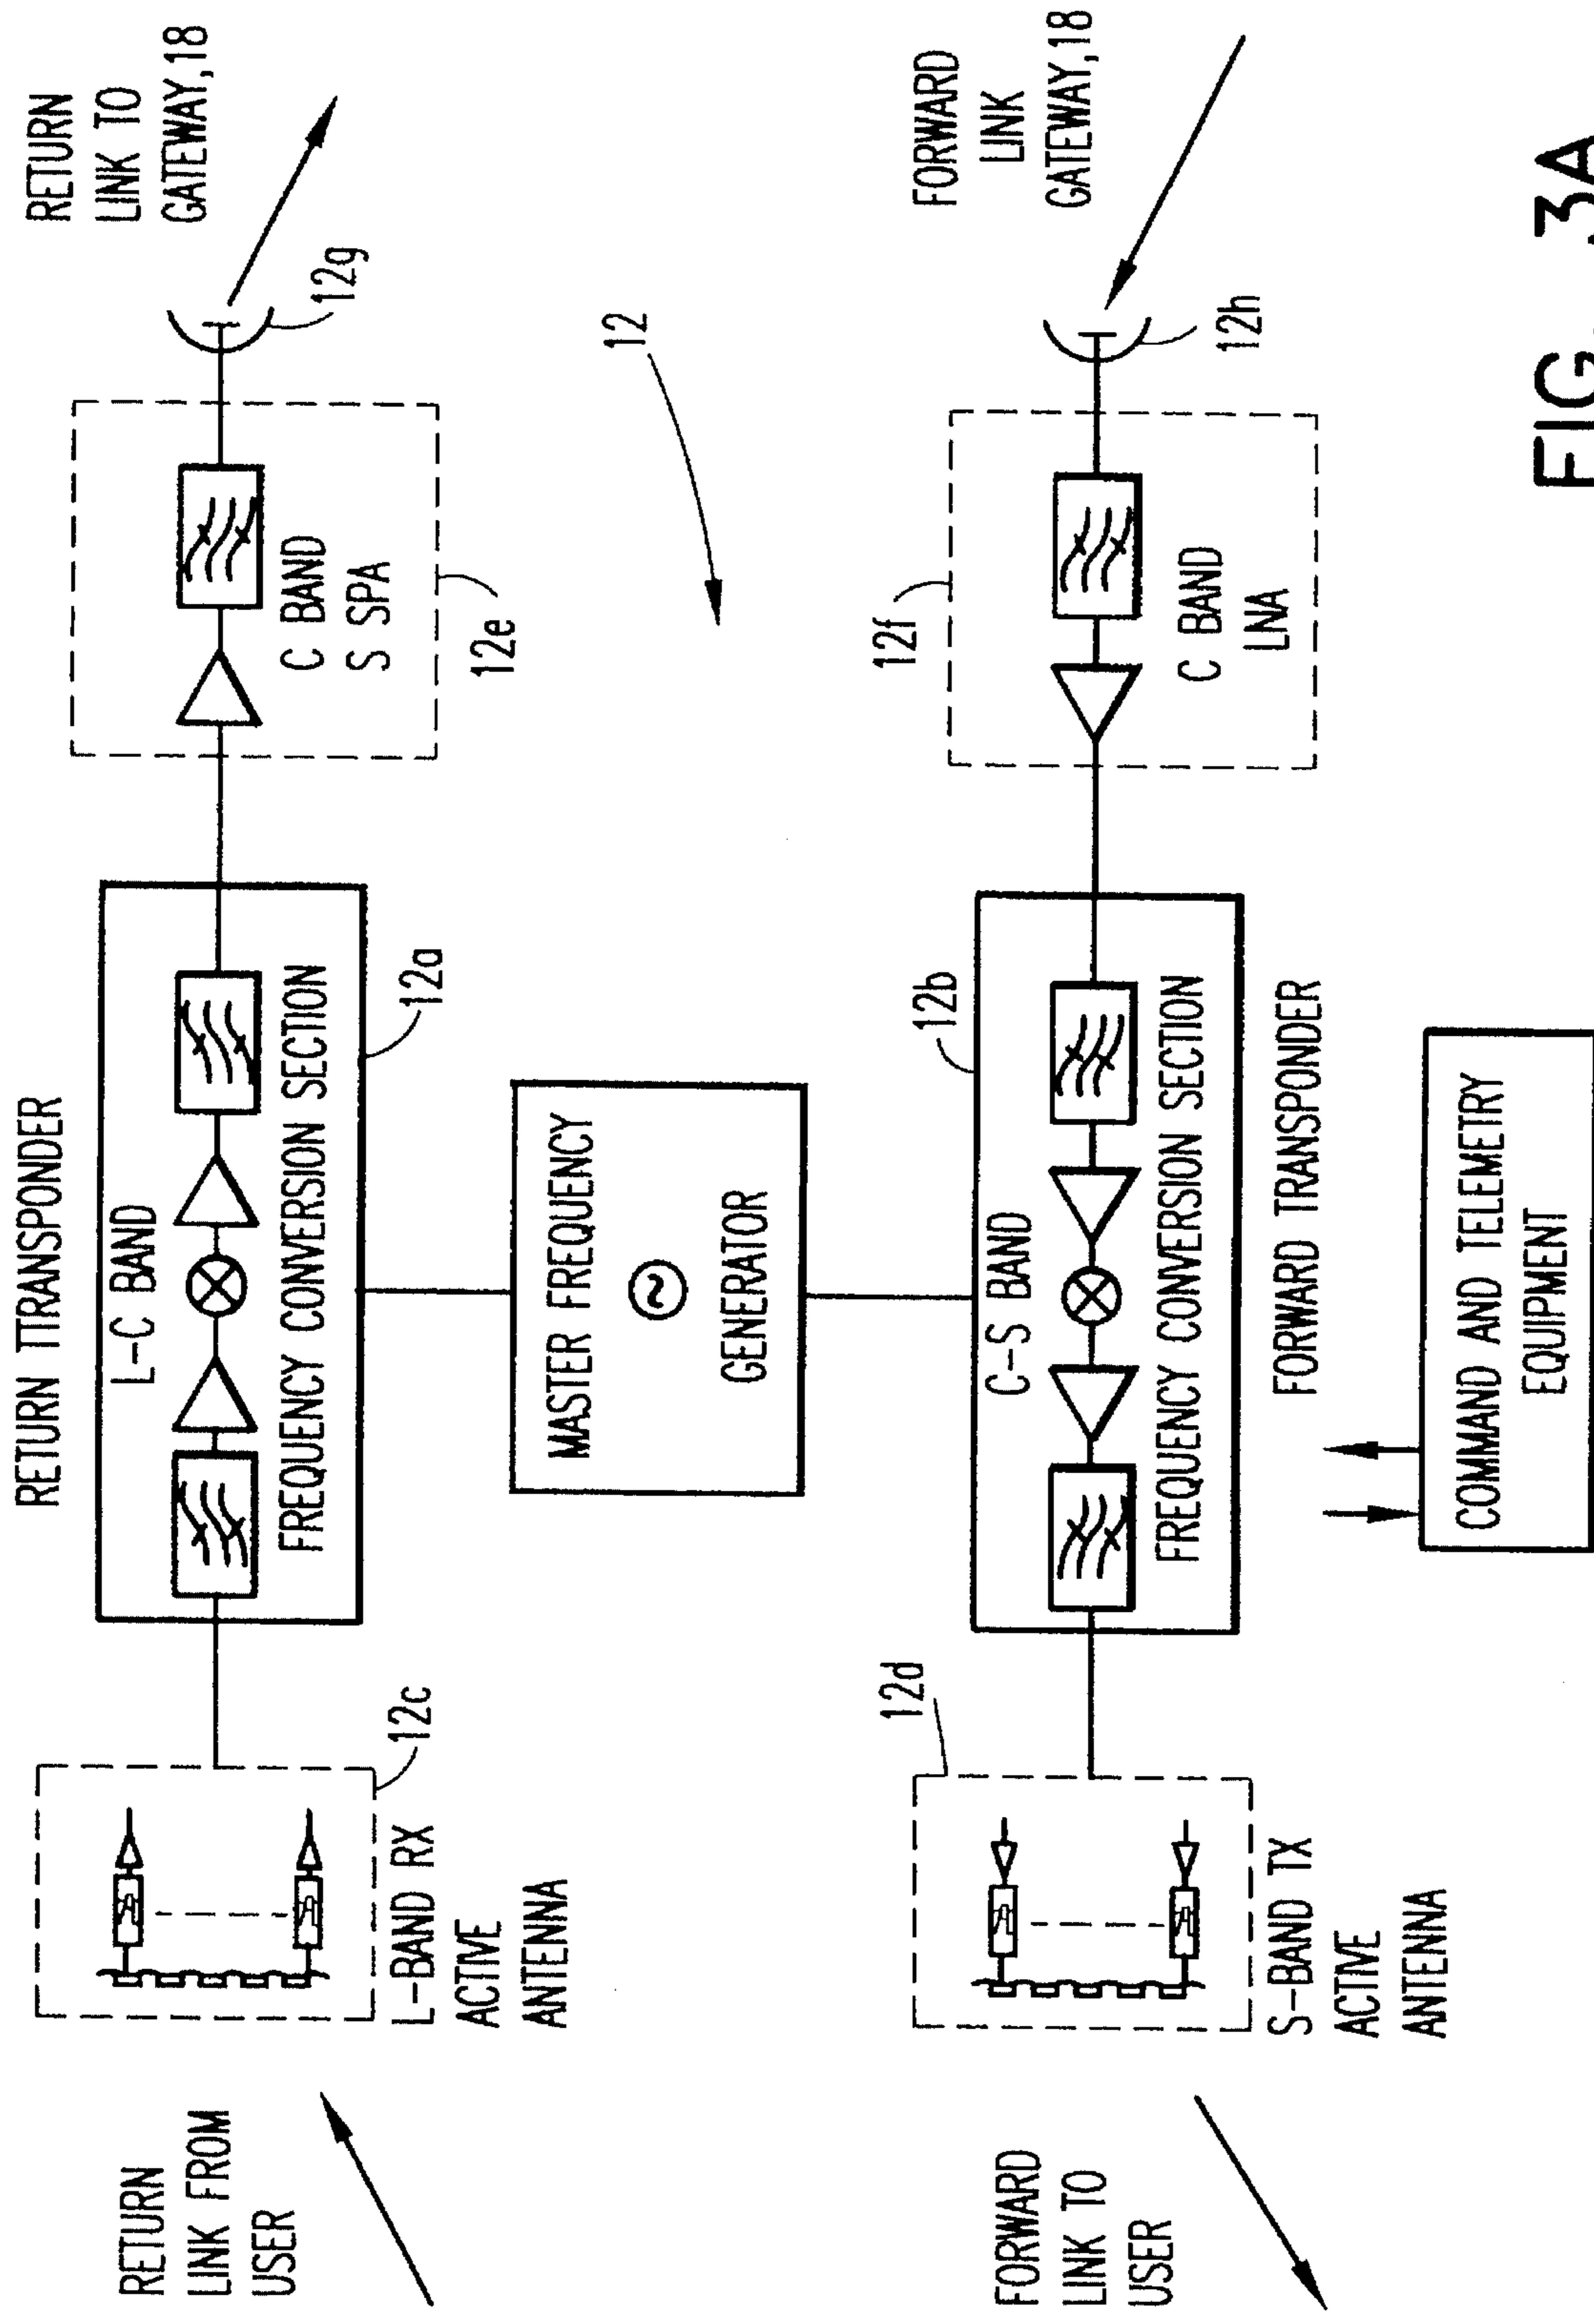 RETURN
LINK FROM
USER
L-BAND RX
ACTIVE
ANTENNA
12c
RETURN TTRANSPONDER
L-C BAND
FREQUENCY CONVERSION SECTION
12a
C BAND
S SPA
12e
12g
RETURN
LINK TO
GATEWAY,18
MASTER FREQUENCY
GENERATOR
12
FORWARD
LINK TO
USER
12d
S-BAND TX
ACTIVE
ANTENNA
12b
C-S BAND
FREQUENCY CONVERSION SECTION
FORWARD TRANSPONDER
12f
C BAND
LNA
12h
FORWARD
LINK
GATEWAY,18
COMMAND AND TELEMETRY
EQUIPMENT
FIG. 3A